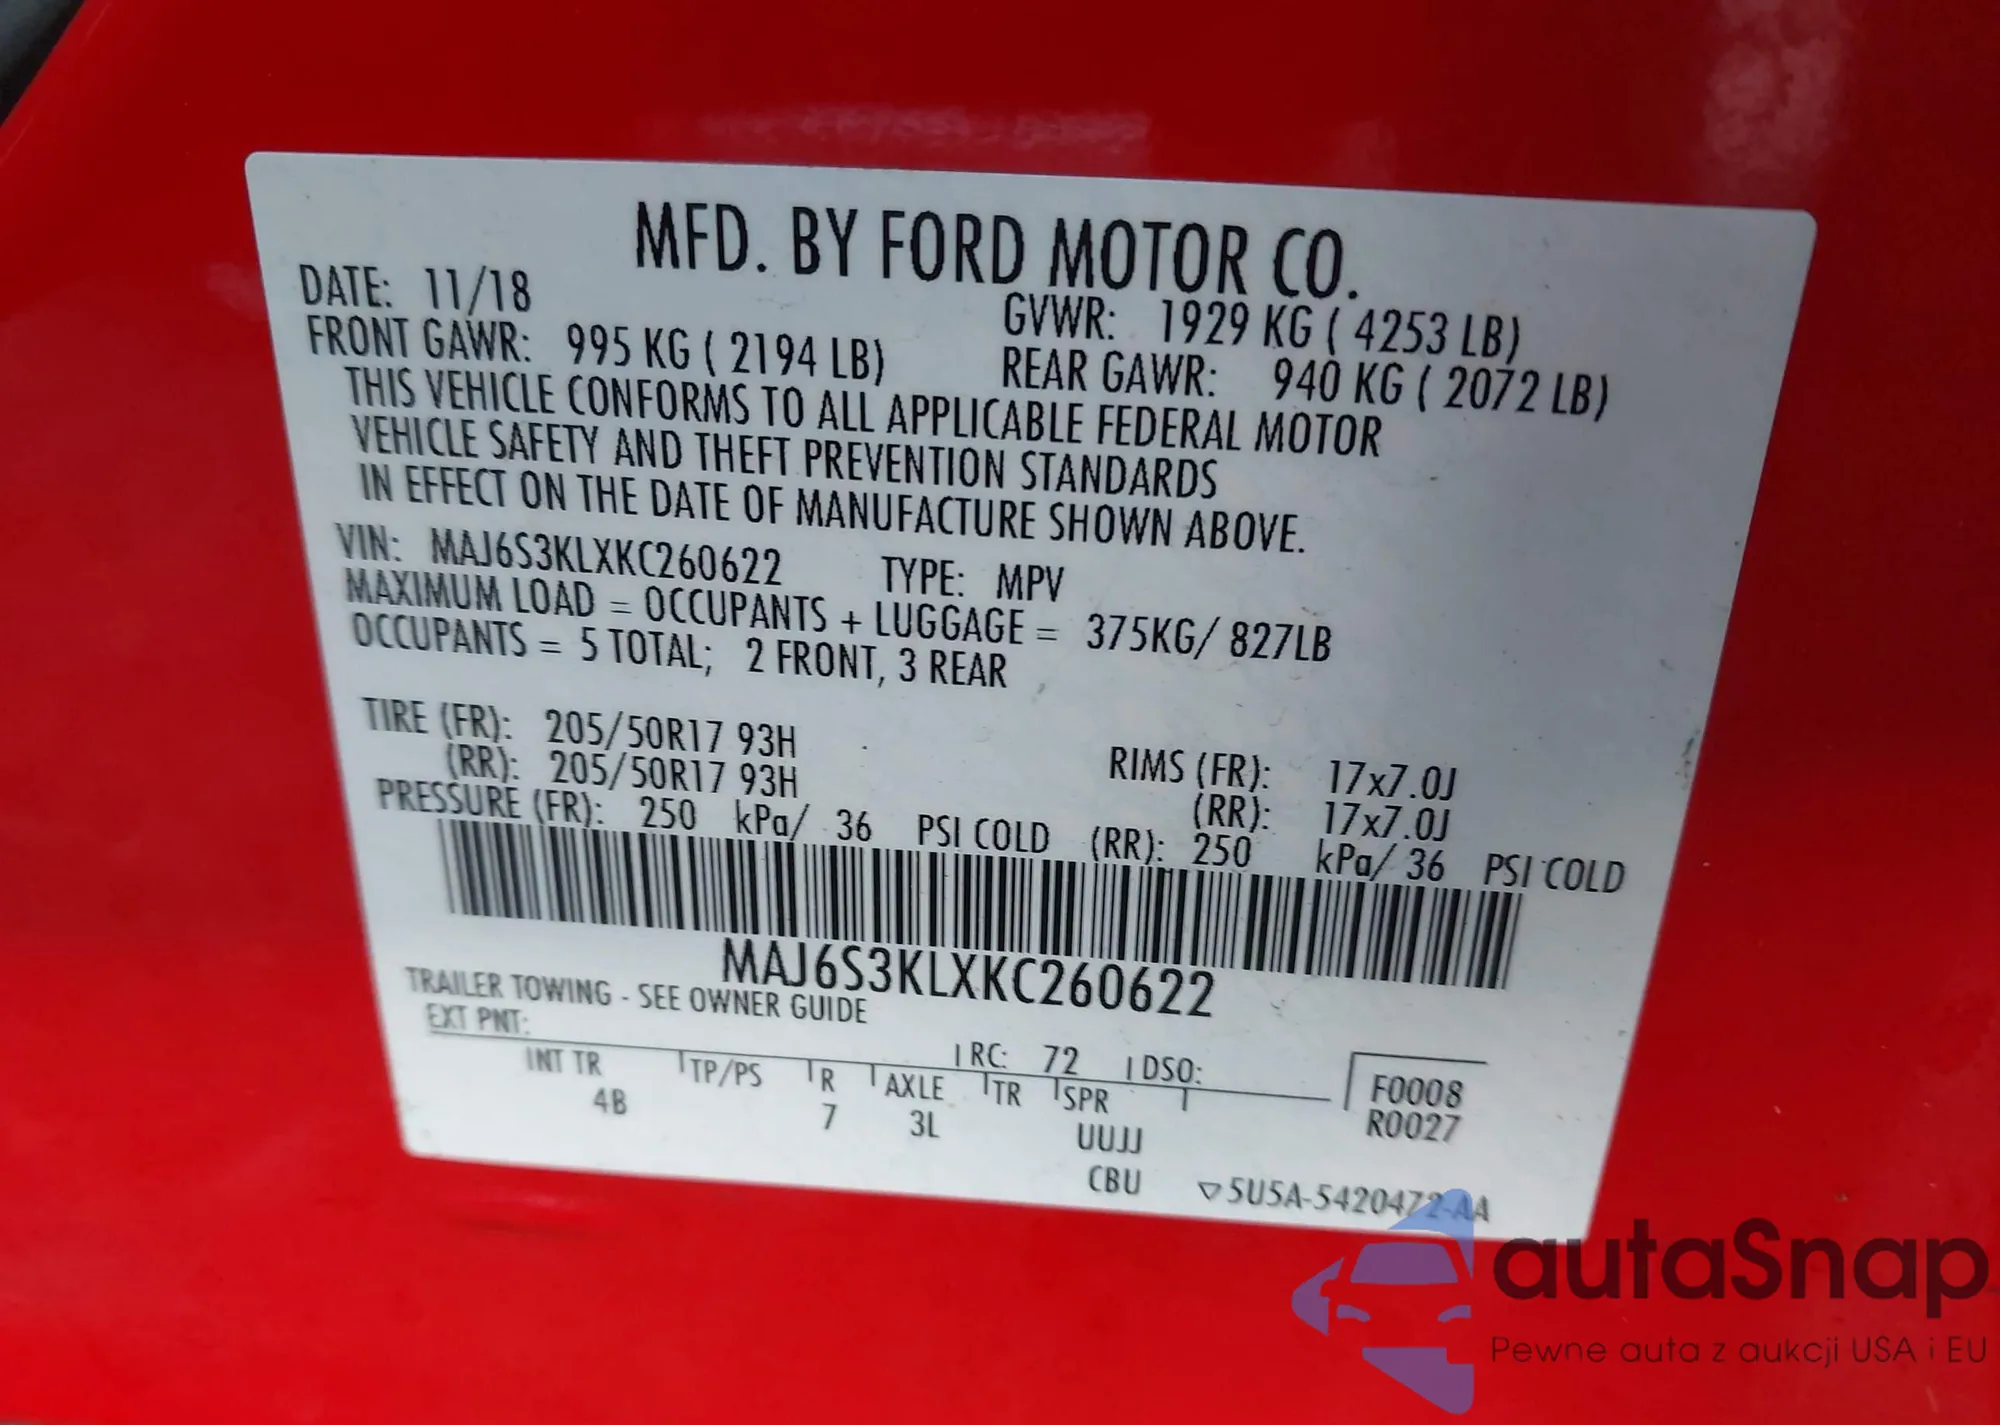 MFD. BY FORD MOTOR CO.
DATE: 11/18 GVWR: 1929 KG ( 4253 LB)
FRONT GAWR: 995 KG ( 2194 LB) REAR GAWR: 940 KG ( 2072 LB)
THIS VEHICLE CONFORMS TO ALL APPLICABLE FEDERAL MOTOR
VEHICLE SAFETY AND THEFT PREVENTION STANDARDS
IN EFFECT ON THE DATE OF MANUFACTURE SHOWN ABOVE.
VIN: MAJ6S3KLXKC260622 TYPE: MPV
MAXIMUM LOAD = OCCUPANTS + LUGGAGE = 375KG/ 827LB
OCCUPANTS = 5 TOTAL; 2 FRONT, 3 REAR
TIRE (FR): 205/50R17 93H RIMS (FR): 17x7.0J
(RR): 205/50R17 93H (RR): 17x7.0J
PRESSURE (FR): 250 kPa/ 36 PSI COLD (RR): 250 kPa/ 36 PSI COLD
MAJ6S3KLXKC260622
TRAILER TOWING - SEE OWNER GUIDE
EXT PNT: RC: 72 DSO:
INT TR TP/PS R AXLE TR SPR F0008
4B 7 3L UUJJ R0027
CBU 5U5A-5420472-AA
autaSnap
Pewne auta z aukcji USA i EU